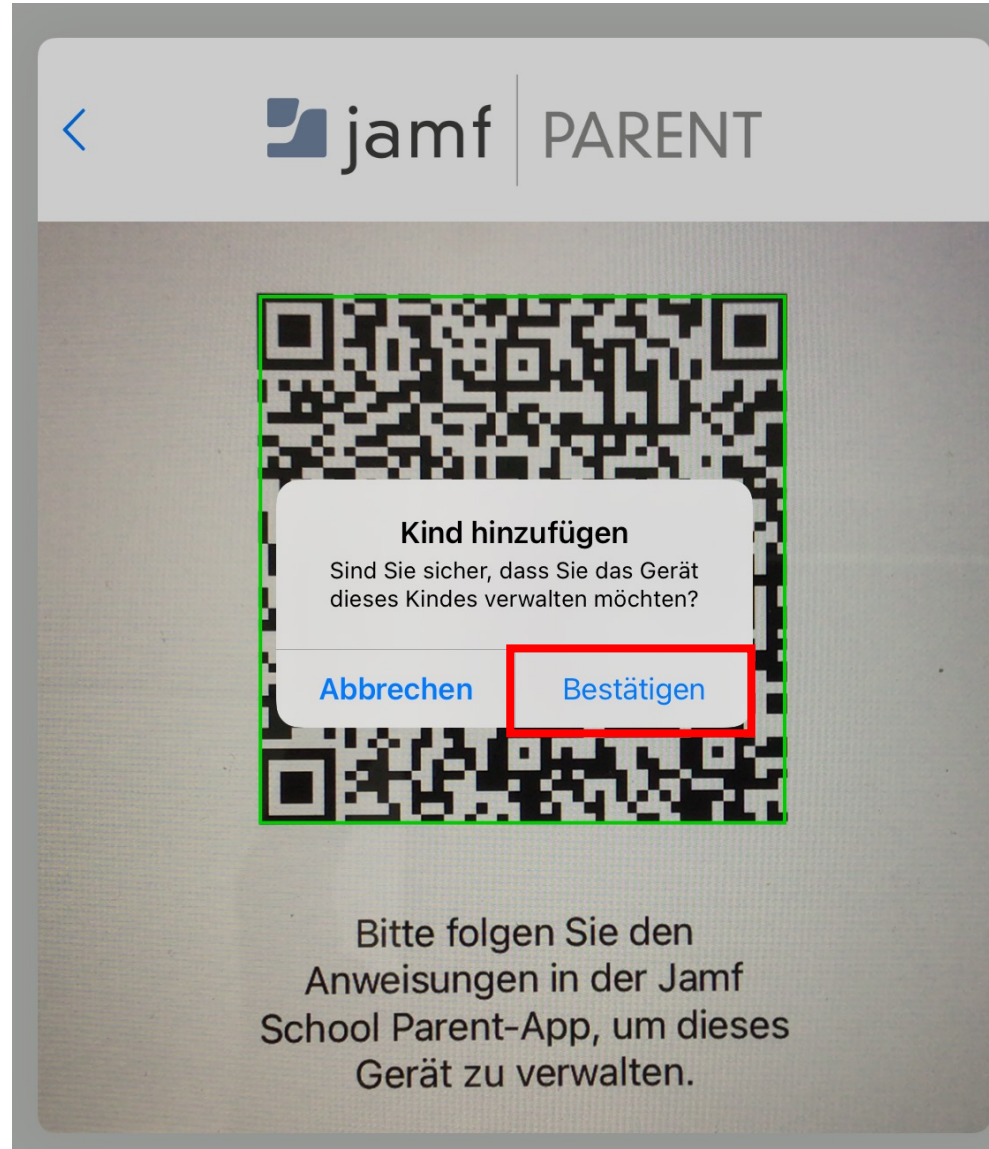 jamf PARENT
Kind hinzufügen
Sind Sie sicher, dass Sie das Gerät
dieses Kindes verwalten möchten?
Abbrechen Bestätigen
Bitte folgen Sie den
Anweisungen in der Jamf
School Parent-App, um dieses
Gerät zu verwalten.